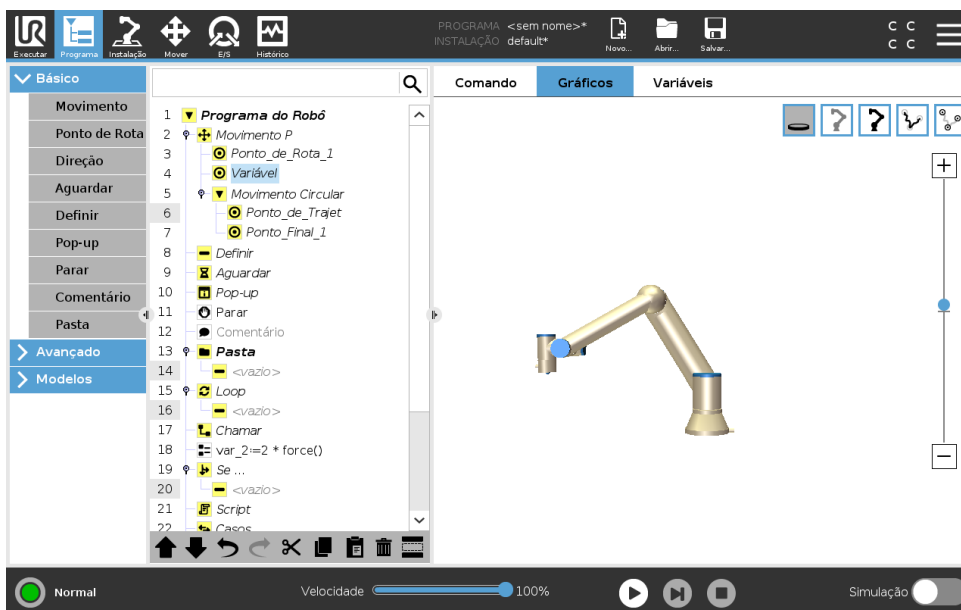 UR
Executar
Programa
Instalação
Mover
E/S
Histórico
PROGRAMA <sem nome>*
INSTALAÇÃO default*
Novo...
Abrir...
Salvar...
C C
C C
Básico
Movimento
Ponto de Rota
Direção
Aguardar
Definir
Pop-up
Parar
Comentário
Pasta
Avançado
Modelos
1 Programa do Robô
2 Movimento P
3 Ponto_de_Rota_1
4 Variável
5 Movimento Circular
6 Ponto_de_Trajet
7 Ponto_Final_1
8 Definir
9 Aguardar
10 Pop-up
11 Parar
12 Comentário
13 Pasta
14 <vazio>
15 Loop
16 <vazio>
17 Chamar
18 var_2:=2 * force()
19 Se ...
20 <vazio>
21 Script
22 Casos
Comando
Gráficos
Variáveis
Normal
Velocidade
100%
Simulação